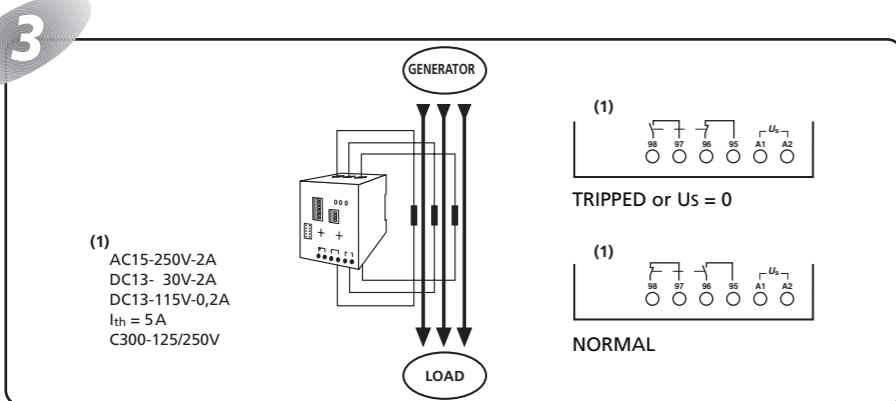 3
GENERATOR
(1)
AC15-250V-2A
DC13- 30V-2A
DC13-115V-0,2A
Ith = 5A
C300-125/250V
LOAD
(1)
Us
98 97 96 95 A1 A2
TRIPPED or Us = 0
(1)
Us
98 97 96 95 A1 A2
NORMAL